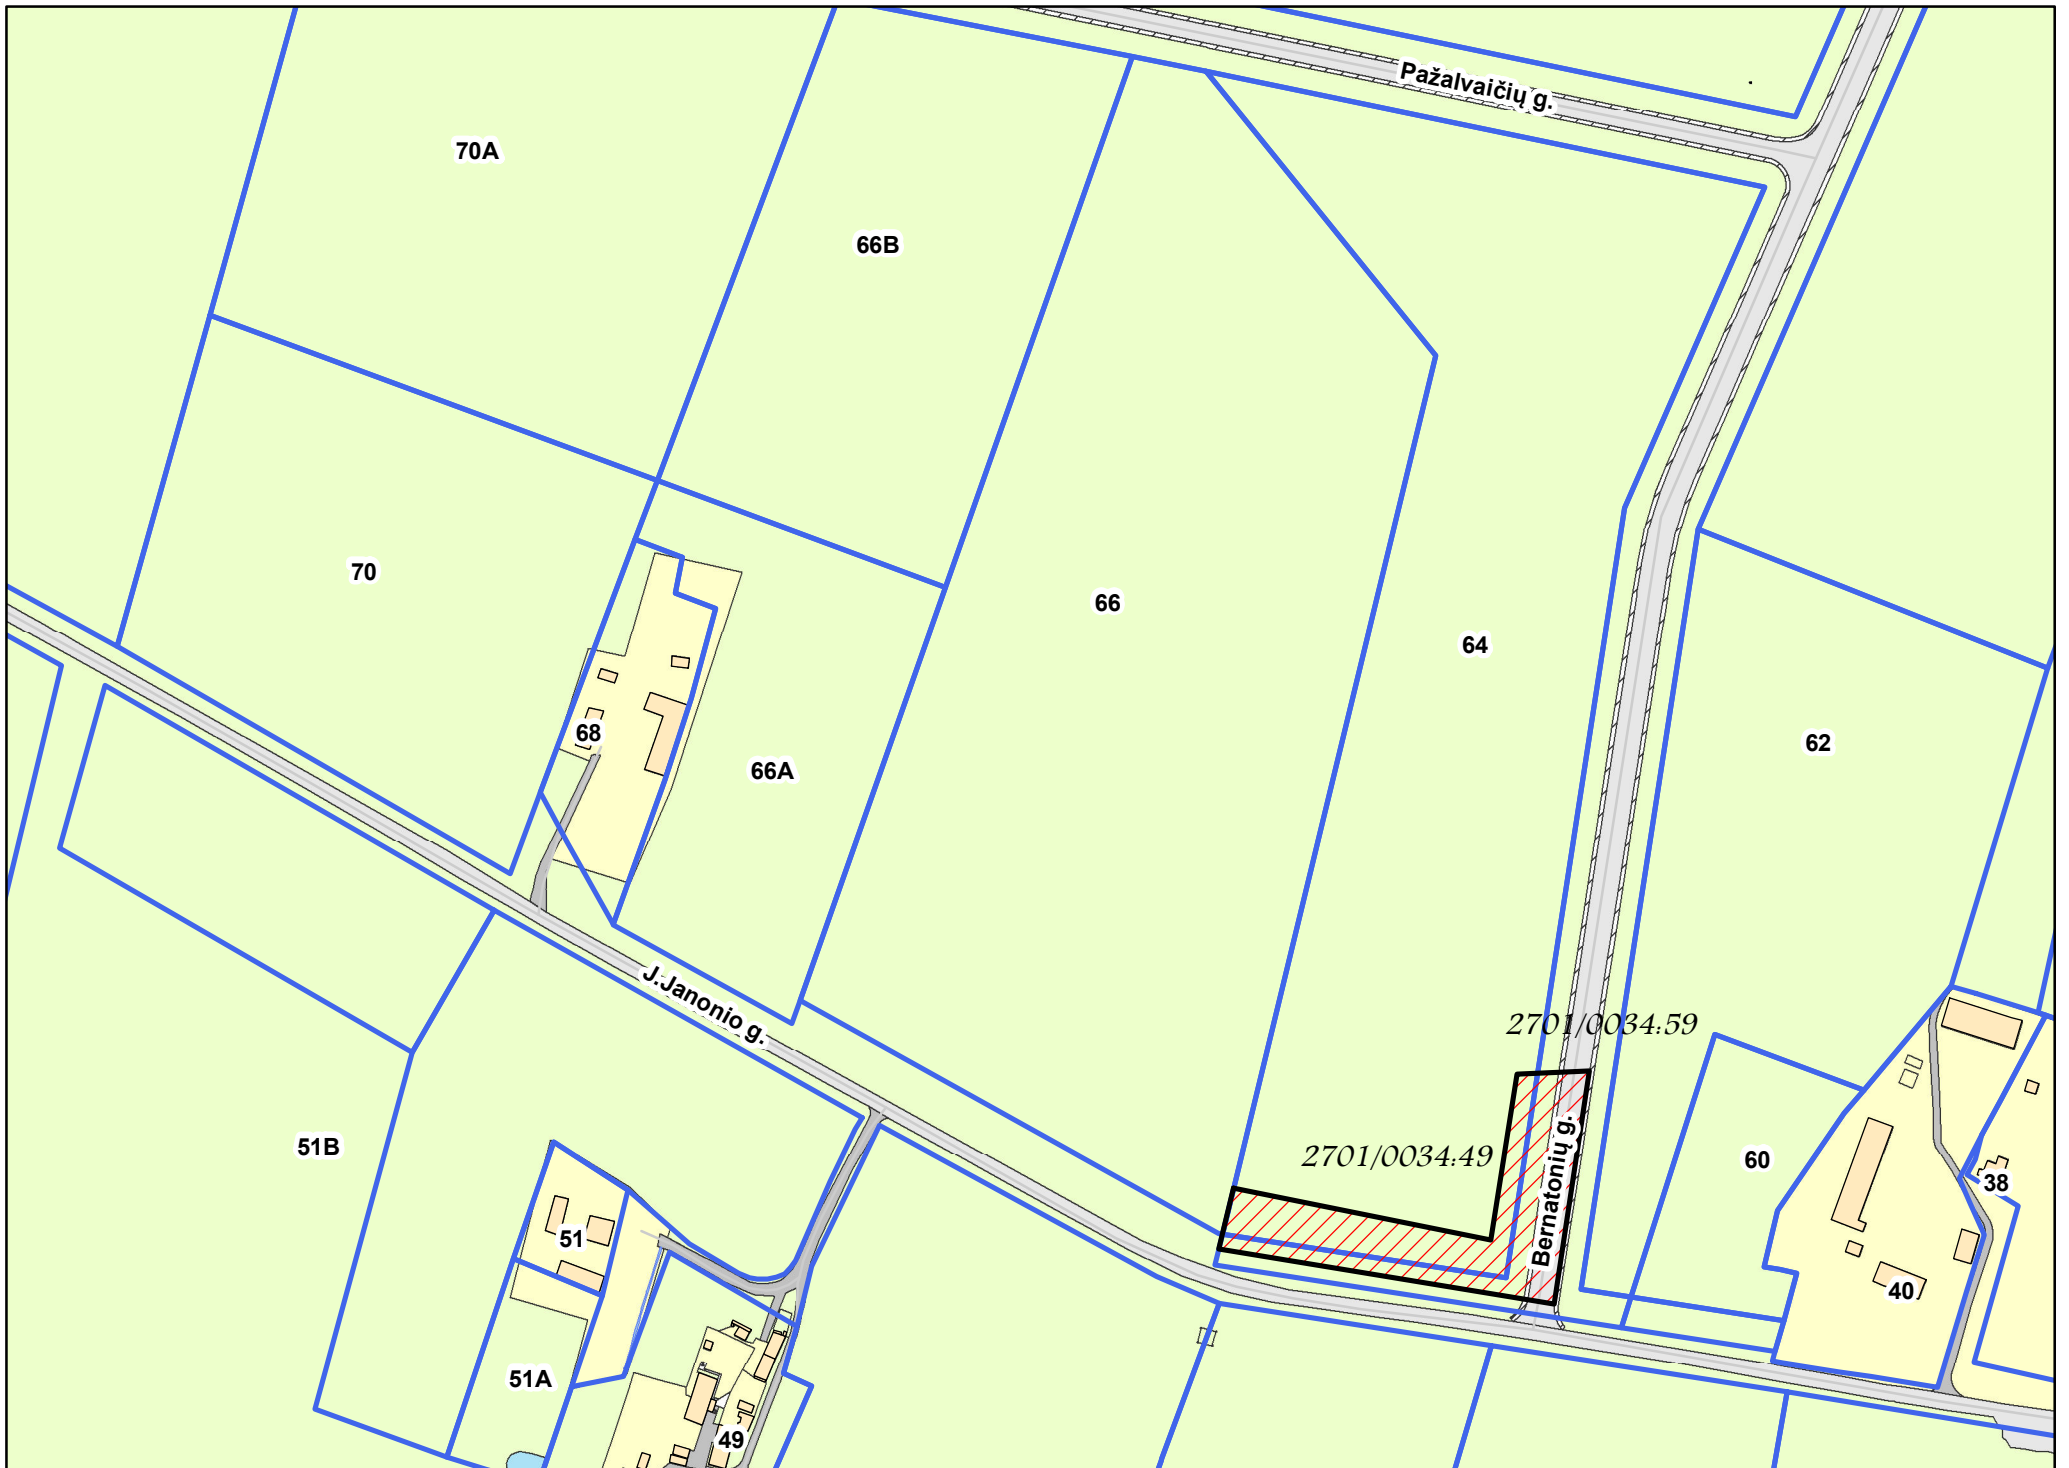 Pažalvaičių g.
70A
66B
70
66
64
68
62
66A
J.Janonio g.
2701/0034:59
51B
2701/0034:49
Bernatonių g.
60
38
51
40
51A
49